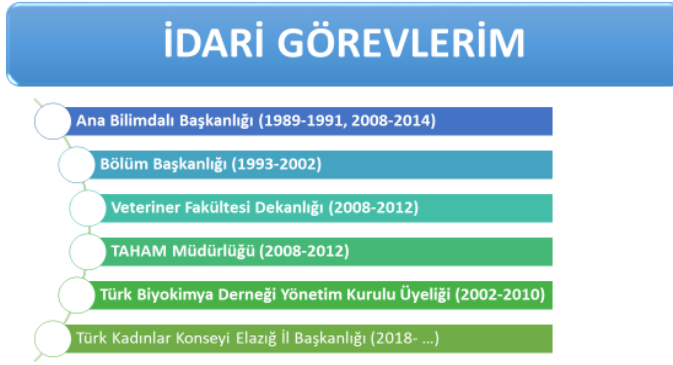 İDARİ GÖREVLERİM
Ana Bilimdalı Başkanlığı (1989-1991, 2008-2014)
Bölüm Başkanlığı (1993-2002)
Veteriner Fakültesi Dekanlığı (2008-2012)
TAHAM Müdürlüğü (2008-2012)
Türk Biyokimya Derneği Yönetim Kurulu Üyeliği (2002-2010)
Türk Kadınlar Konseyi Elazığ İl Başkanlığı (2018- ...)